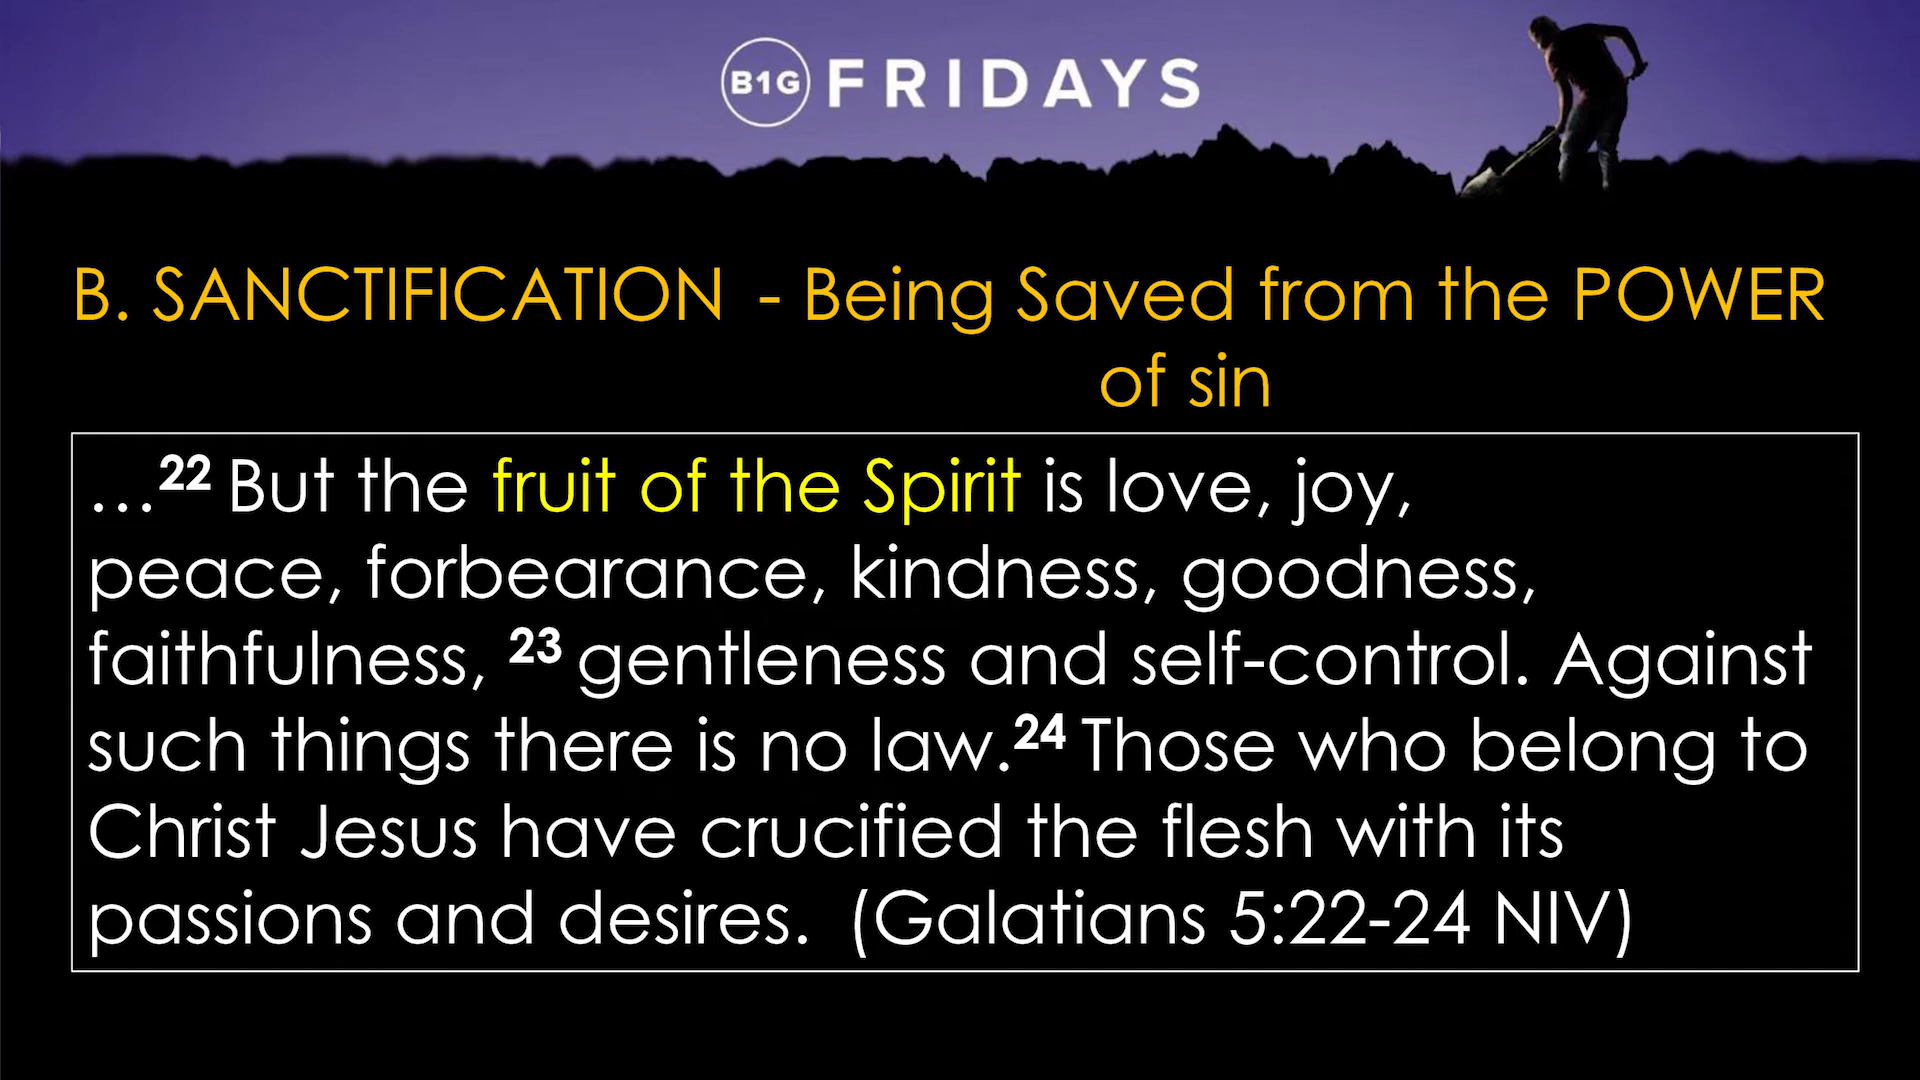 B1G FRIDAYS
B. SANCTIFICATION - Being Saved from the POWER
of sin
…22 But the fruit of the Spirit is love, joy,
peace, forbearance, kindness, goodness,
faithfulness, 23 gentleness and self-control. Against
such things there is no law.24 Those who belong to
Christ Jesus have crucified the flesh with its
passions and desires. (Galatians 5:22-24 NIV)